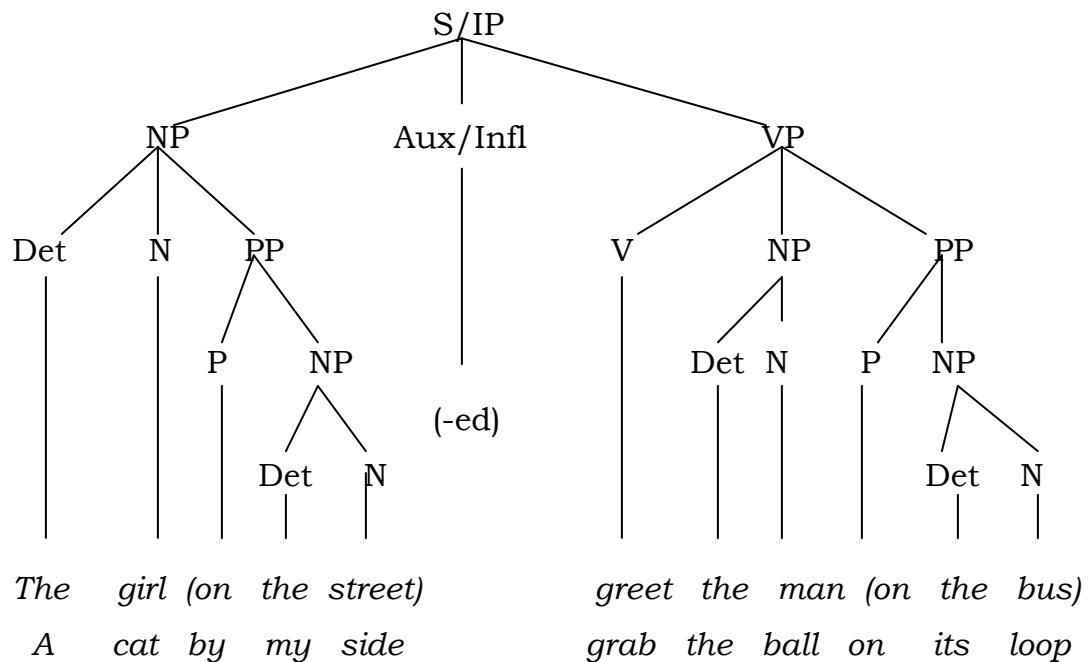 S/IP
NP Aux/Infl VP
Det N PP V NP PP
P NP Det N P NP
(-ed)
Det N Det N
The girl (on the street) greet the man (on the bus)
A cat by my side grab the ball on its loop